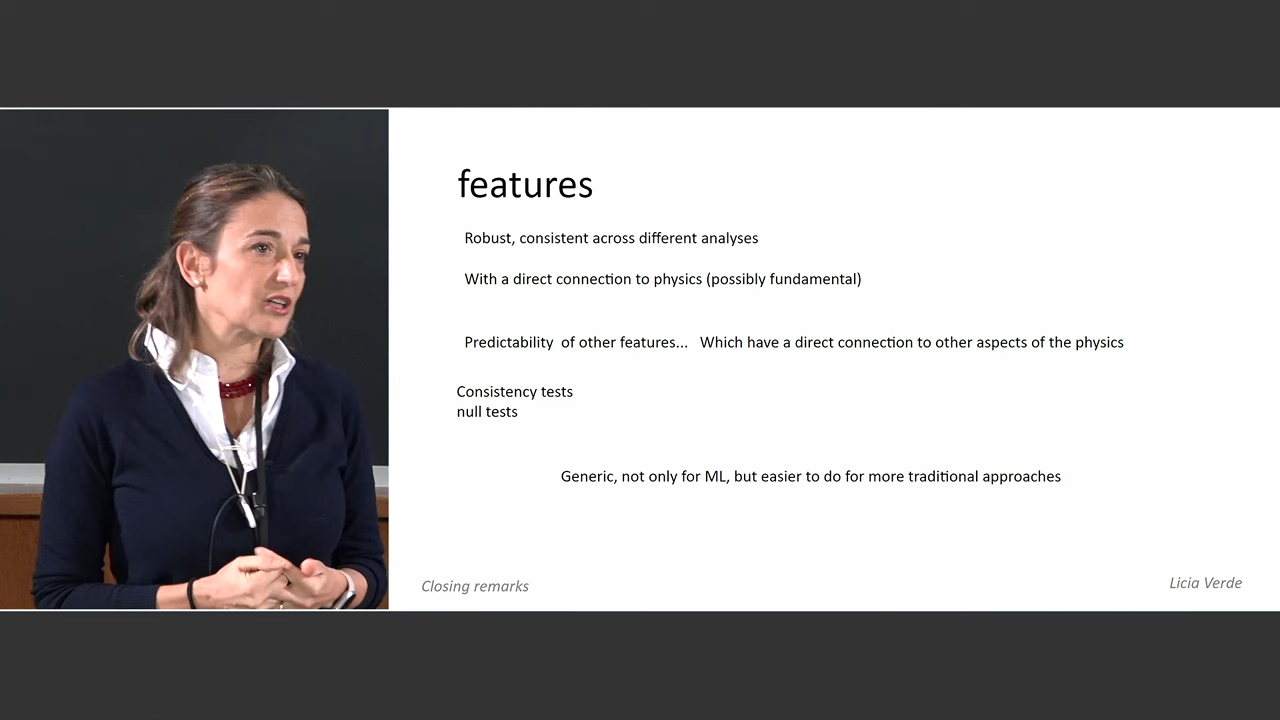 features
Robust, consistent across different analyses
With a direct connection to physics (possibly fundamental)
Predictability of other features... Which have a direct connection to other aspects of the physics
Consistency tests
null tests
Generic, not only for ML, but easier to do for more traditional approaches
Closing remarks
Licia Verde